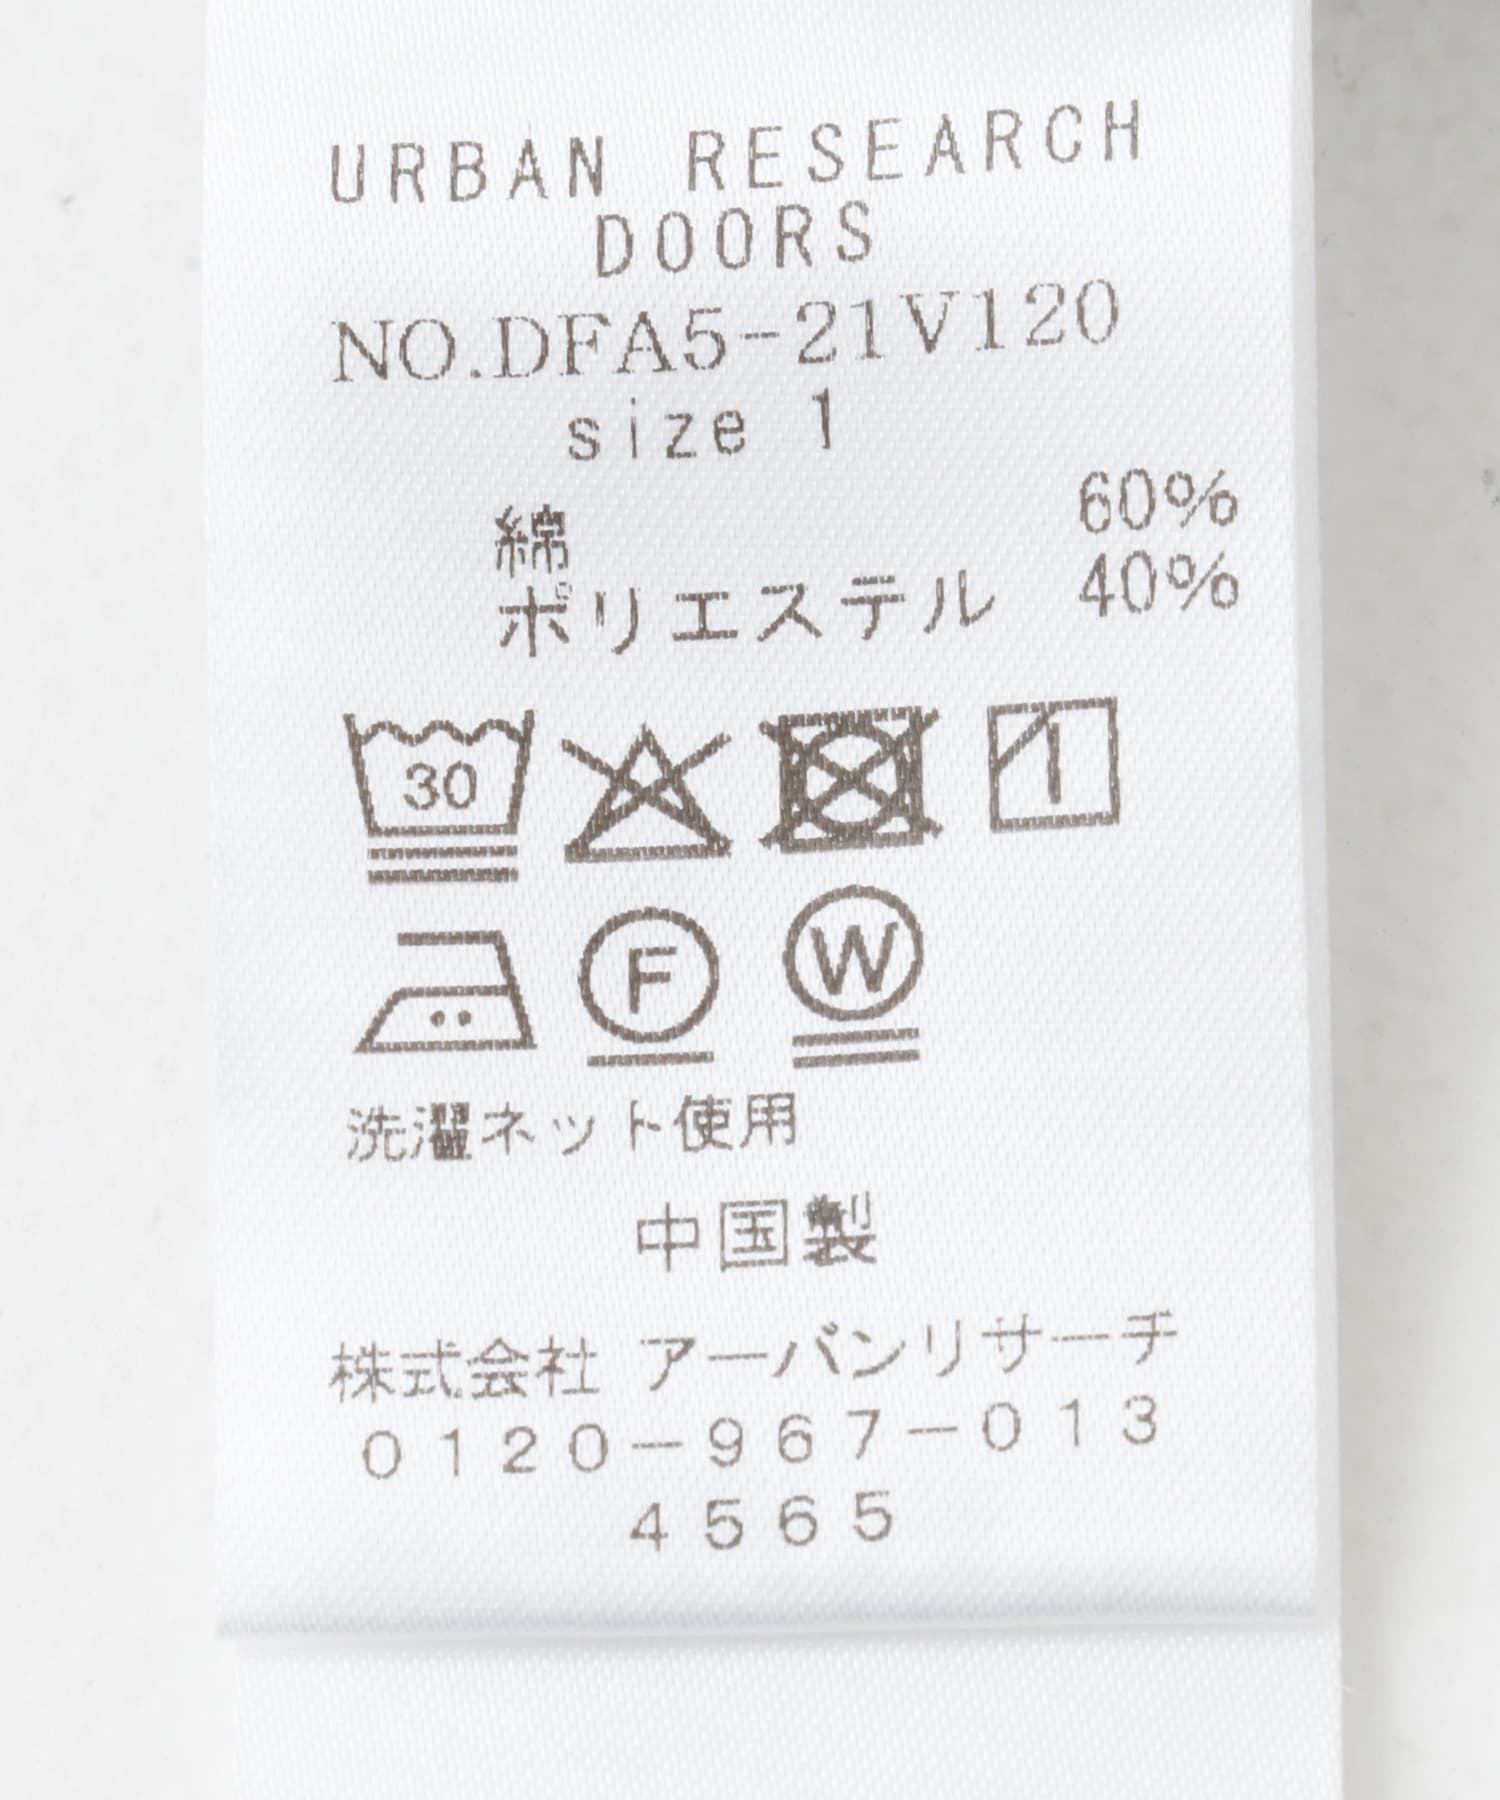 URBAN RESEARCH
DOORS
NO.DFA5-21V120
size 1
綿 60%
ポリエステル 40%
30
F W
洗濯ネット使用
中国製
株式会社 アーバンリサーチ
0120-967-013
4565